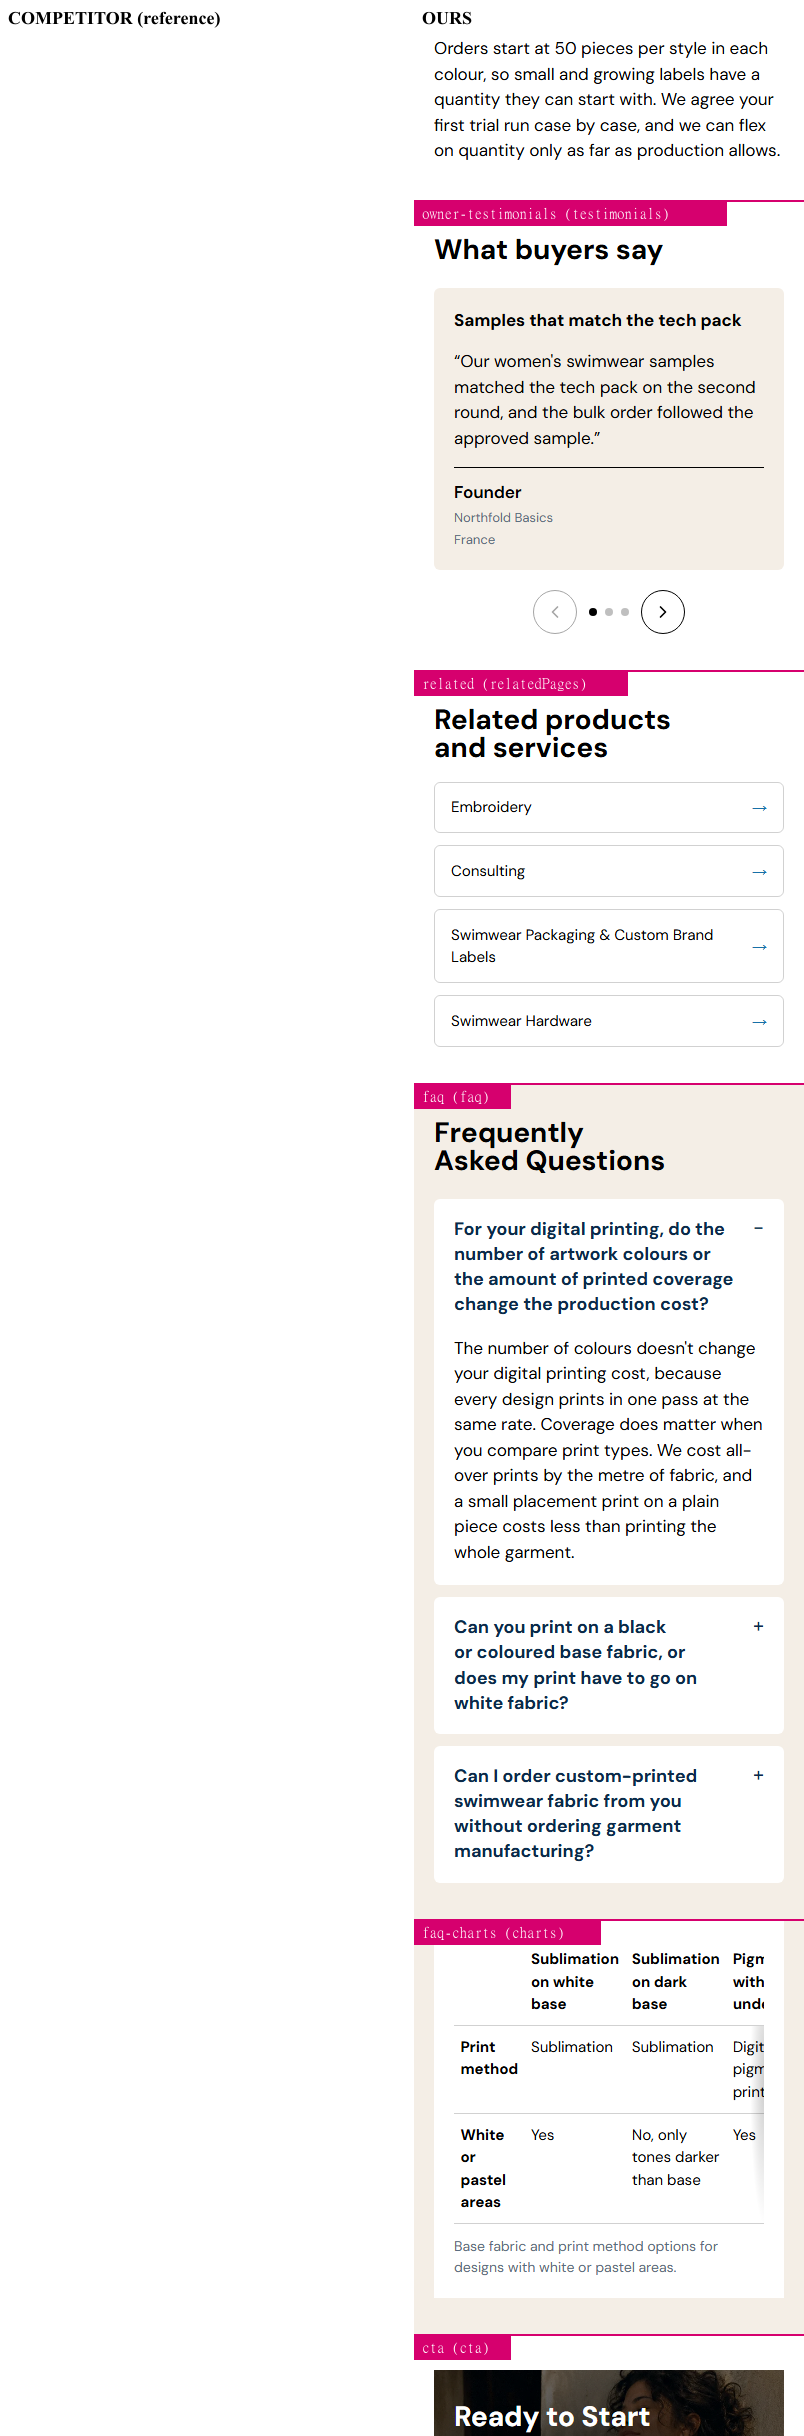 COMPETITOR (reference)
OURS
Orders start at 50 pieces per style in each
colour, so small and growing labels have a
quantity they can start with. We agree your
first trial run case by case, and we can flex
on quantity only as far as production allows.
owner-testimonials (testimonials)
What buyers say
Samples that match the tech pack
“Our women's swimwear samples
matched the tech pack on the second
round, and the bulk order followed the
approved sample.”
Founder
Northfold Basics
France
related (relatedPages)
Related products
and services
Embroidery →
Consulting →
Swimwear Packaging & Custom Brand
Labels →
Swimwear Hardware →
faq (faq)
Frequently
Asked Questions
For your digital printing, do the −
number of artwork colours or
the amount of printed coverage
change the production cost?
The number of colours doesn't change
your digital printing cost, because
every design prints in one pass at the
same rate. Coverage does matter when
you compare print types. We cost all-
over prints by the metre of fabric, and
a small placement print on a plain
piece costs less than printing the
whole garment.
Can you print on a black +
or coloured base fabric, or
does my print have to go on
white fabric?
Can I order custom-printed +
swimwear fabric from you
without ordering garment
manufacturing?
faq-charts (charts)
Sublimation Sublimation Pigm
on white on dark with
base base unde
Print Sublimation Sublimation Digit
method pigm
print
White Yes No, only Yes
or tones darker
pastel than base
areas
Base fabric and print method options for
designs with white or pastel areas.
cta (cta)
Ready to Start